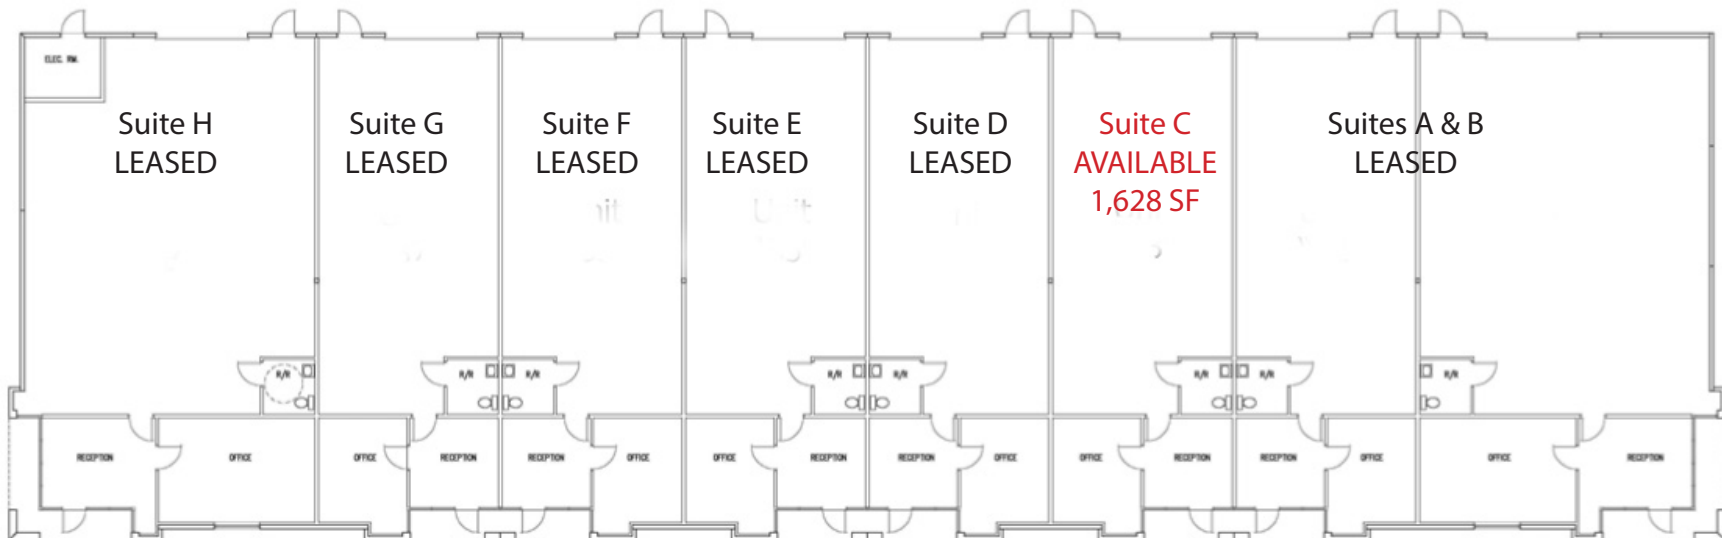 ELEC. RM.
Suite H
LEASED
Suite G
LEASED
Suite F
LEASED
Suite E
LEASED
Suite D
LEASED
Suite C
AVAILABLE
1,628 SF
Suites A & B
LEASED
R/R
R/R
R/R
R/R
R/R
R/R
R/R
R/R
RECEPTION
OFFICE
OFFICE
RECEPTION
RECEPTION
OFFICE
OFFICE
RECEPTION
RECEPTION
OFFICE
OFFICE
RECEPTION
RECEPTION
OFFICE
OFFICE
RECEPTION